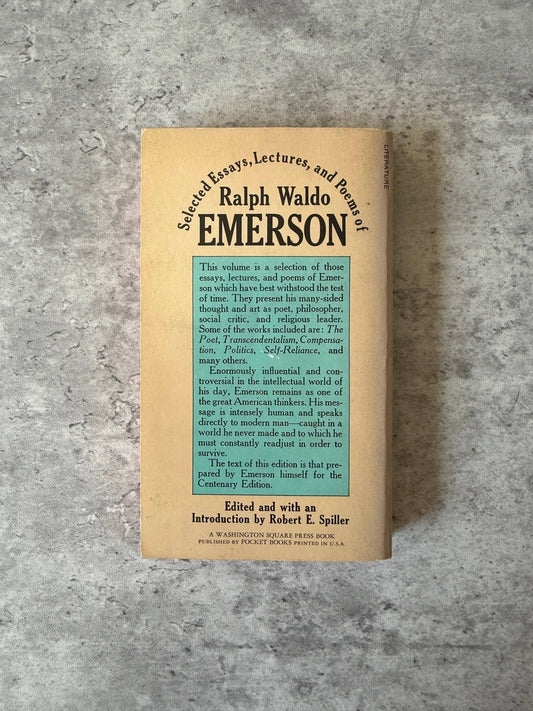 Selected Essays, Lectures, and Poems of
Ralph Waldo
EMERSON
This volume is a selection of those
essays, lectures, and poems of Emer-
son which have best withstood the test
of time. They present his many-sided
thought and art as poet, philosopher,
social critic, and religious leader.
Some of the works included are: The
Poet, Transcendentalism, Compensa-
tion, Politics, Self-Reliance, and
many others.
Enormously influential and con-
troversial in the intellectual world of
his day, Emerson remains as one of
the great American thinkers. His mes-
sage is intensely human and speaks
directly to modern man—caught in a
world he never made and to which he
must constantly readjust in order to
survive.
The text of this edition is that pre-
pared by Emerson himself for the
Centenary Edition.
Edited and with an
Introduction by Robert E. Spiller
A WASHINGTON SQUARE PRESS BOOK
PUBLISHED BY POCKET BOOKS PRINTED IN U.S.A.
LITERATURE